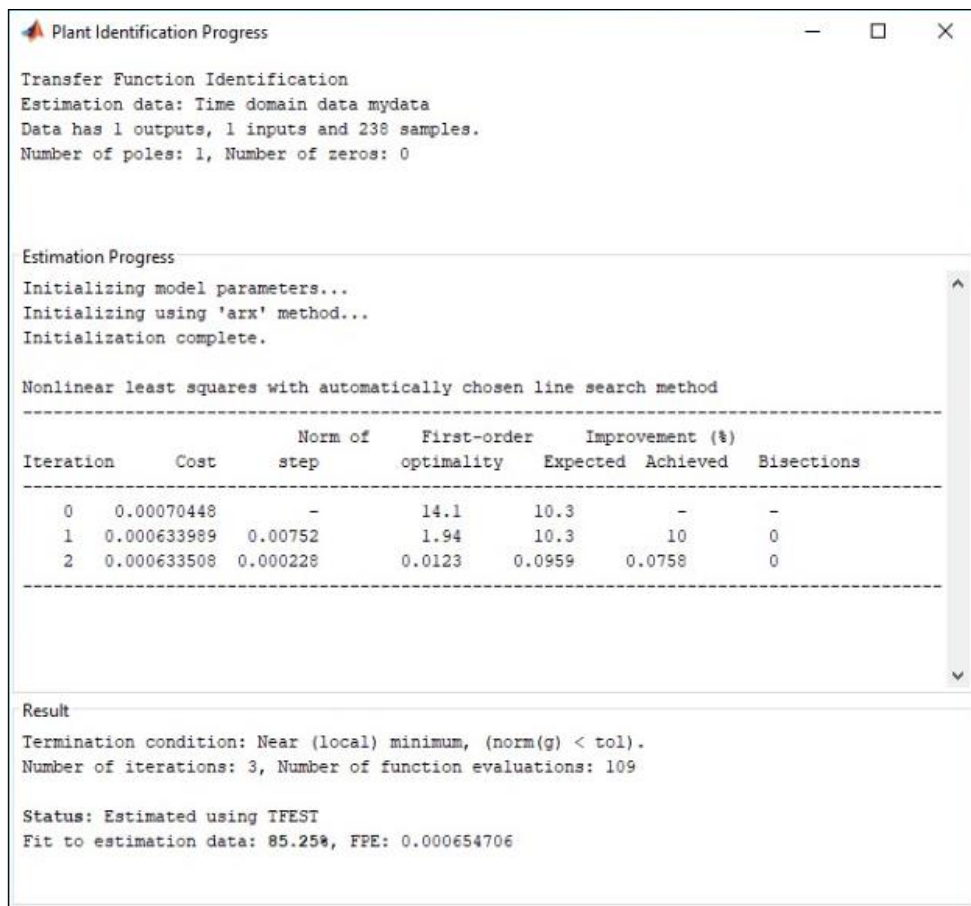 Plant Identification Progress
Transfer Function Identification
Estimation data: Time domain data mydata
Data has 1 outputs, 1 inputs and 238 samples.
Number of poles: 1, Number of zeros: 0
Estimation Progress
Initializing model parameters...
Initializing using 'arx' method...
Initialization complete.
Nonlinear least squares with automatically chosen line search method
------------------------------------------------------------------------------------------
Norm of First-order Improvement (%)
Iteration Cost step optimality Expected Achieved Bisections
------------------------------------------------------------------------------------------
0 0.00070448 - 14.1 10.3 - -
1 0.000633989 0.00752 1.94 10.3 10 0
2 0.000633508 0.000228 0.0123 0.0959 0.0758 0
------------------------------------------------------------------------------------------
Result
Termination condition: Near (local) minimum, (norm(g) < tol).
Number of iterations: 3, Number of function evaluations: 109
Status: Estimated using TFEST
Fit to estimation data: 85.25%, FPE: 0.000654706